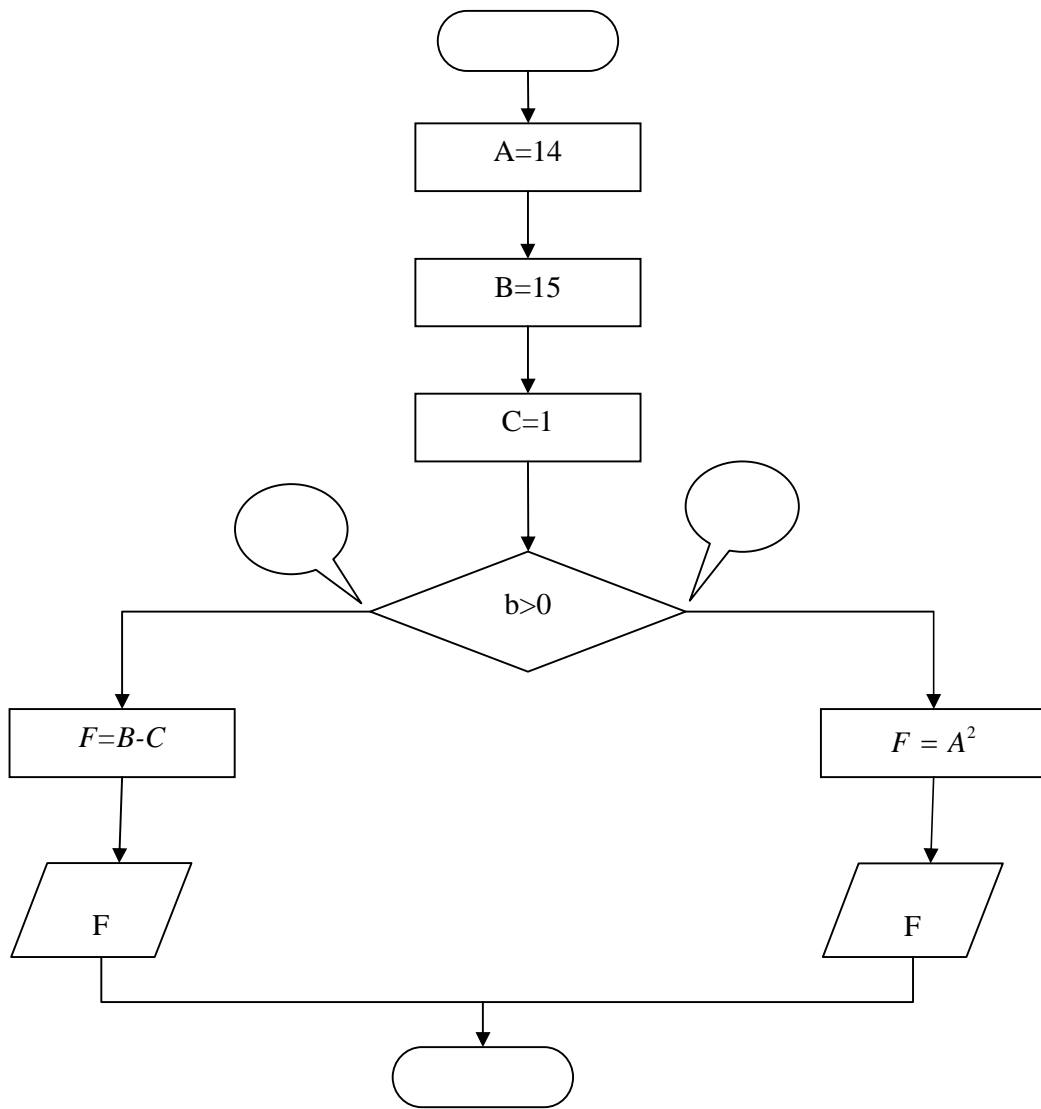 A=14
B=15
C=1
b>0
F=B-C
F = A²
F
F